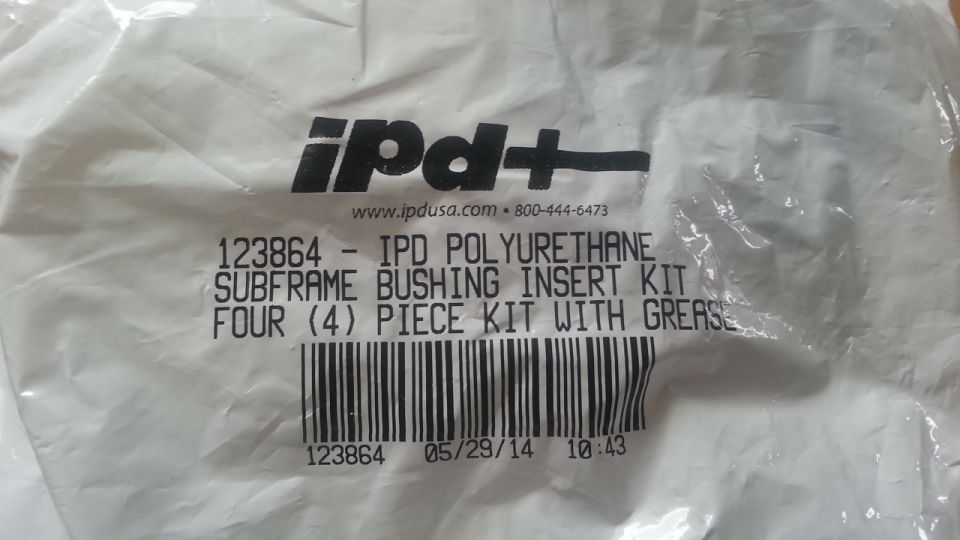 ipd+
www.ipdusa.com • 800-444-6473
123864 - IPD POLYURETHANE
SUBFRAME BUSHING INSERT KIT
FOUR (4) PIECE KIT WITH GREASE
123864 05/29/14 10:43